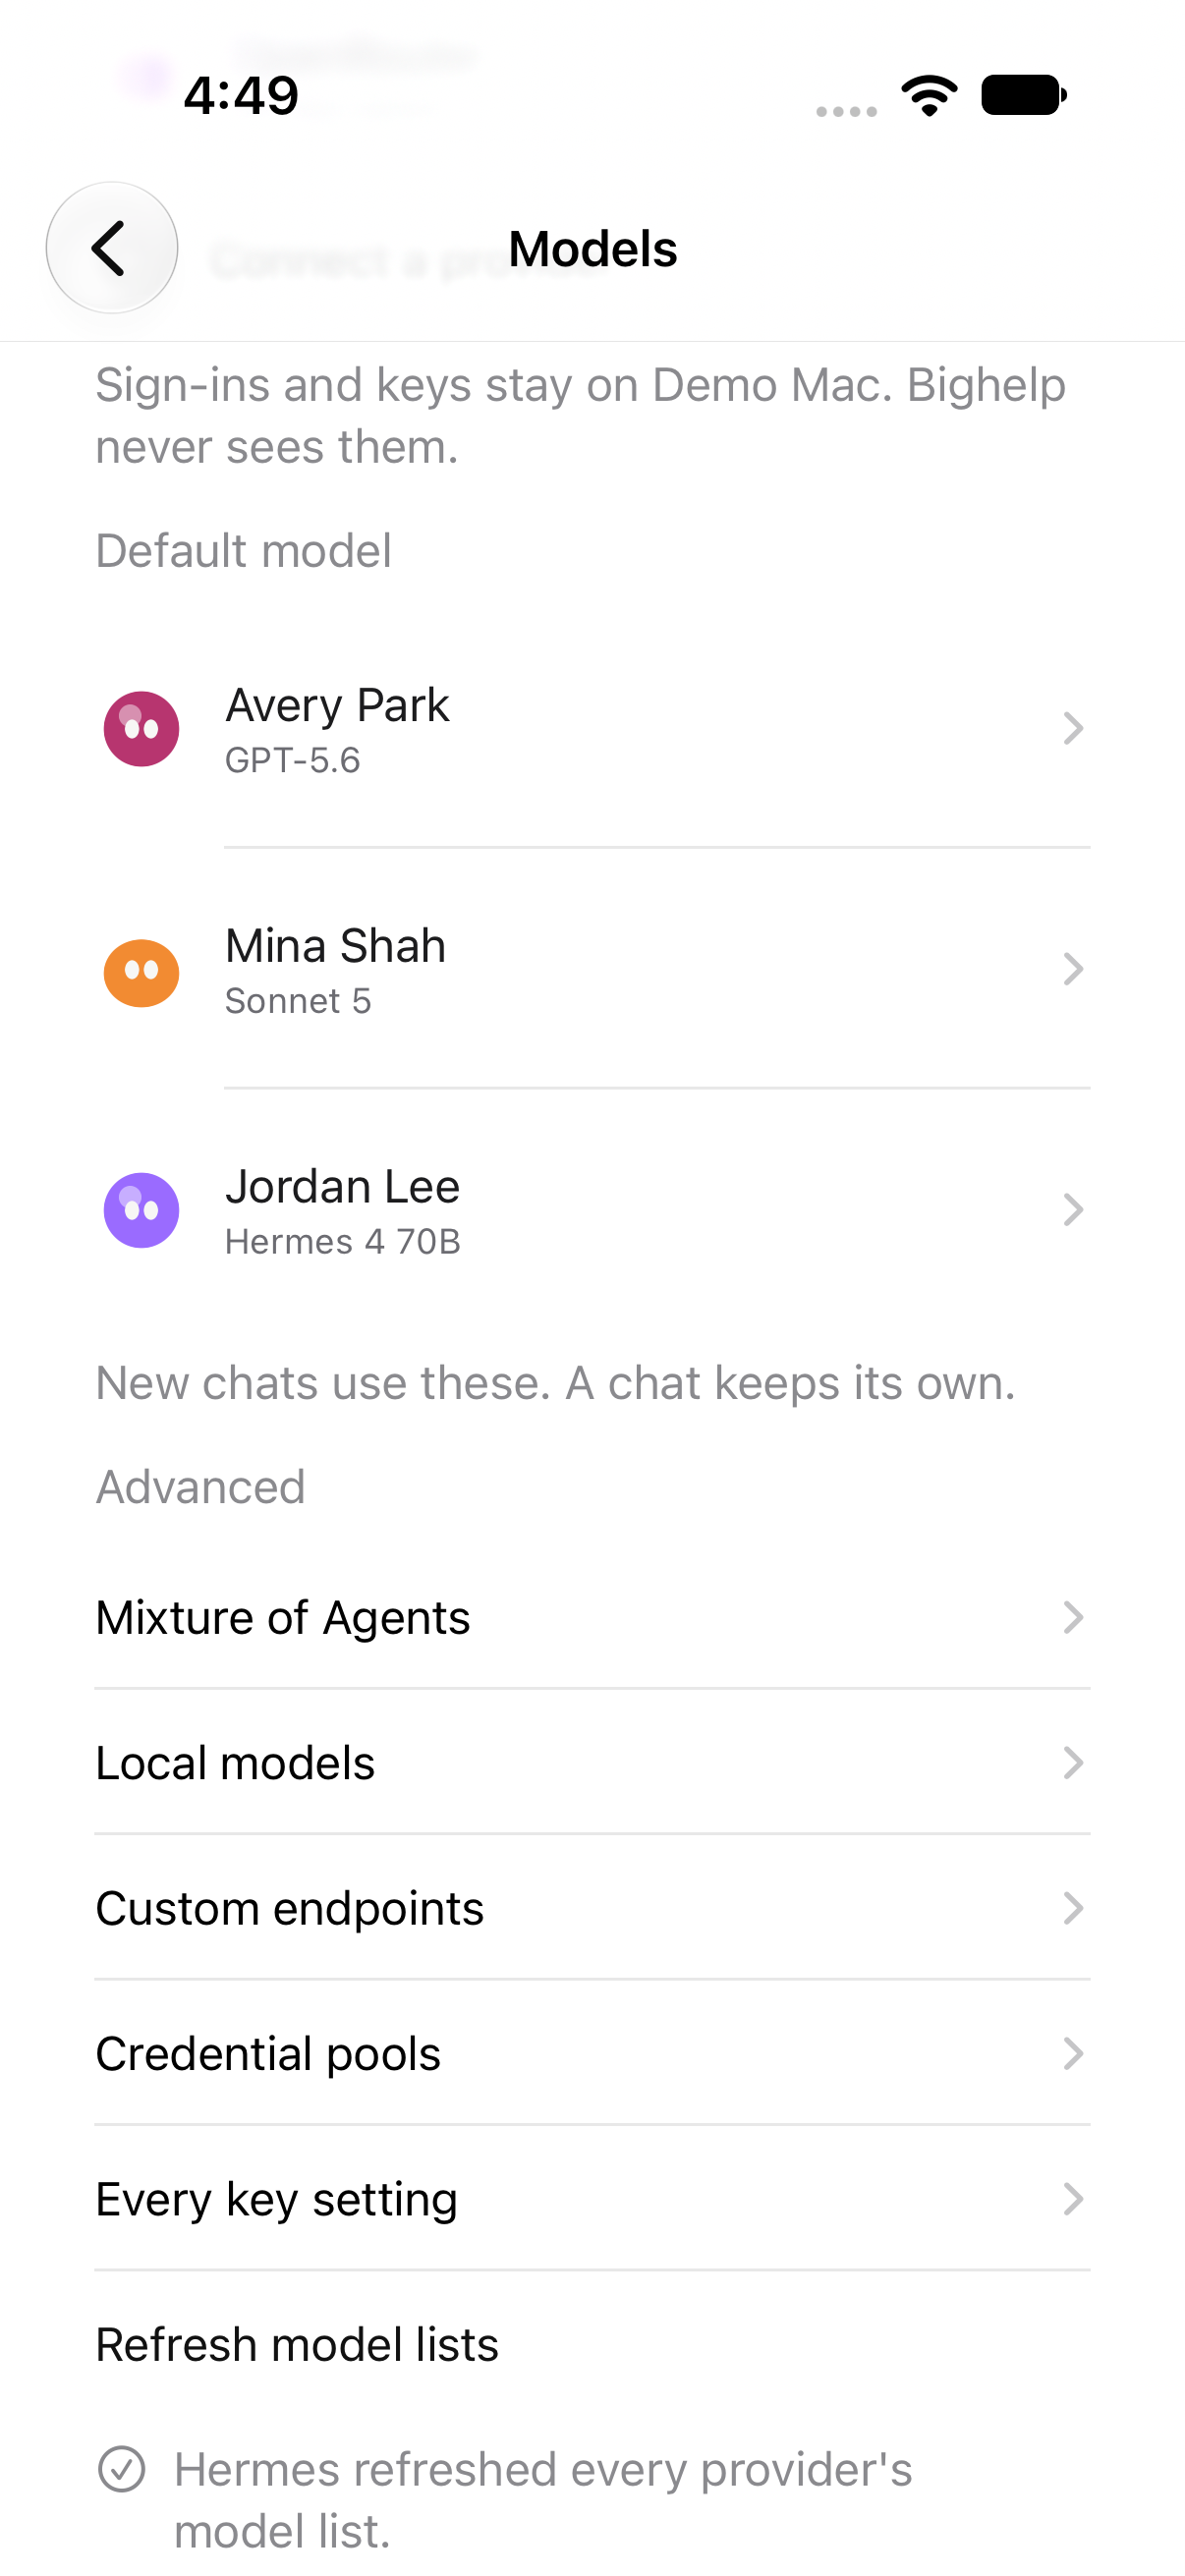 4:49
Models
Sign-ins and keys stay on Demo Mac. Bighelp
never sees them.
Default model
Avery Park
GPT-5.6
Mina Shah
Sonnet 5
Jordan Lee
Hermes 4 70B
New chats use these. A chat keeps its own.
Advanced
Mixture of Agents
Local models
Custom endpoints
Credential pools
Every key setting
Refresh model lists
Hermes refreshed every provider's
model list.